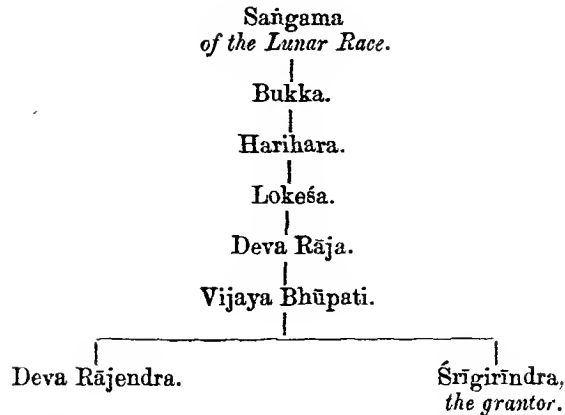 Saṅgama
of the Lunar Race.
Bukka.
Harihara.
Lokeśa.
Deva Rāja.
Vijaya Bhūpati.
Deva Rājendra.
Śrīgirīndra,
the grantor.